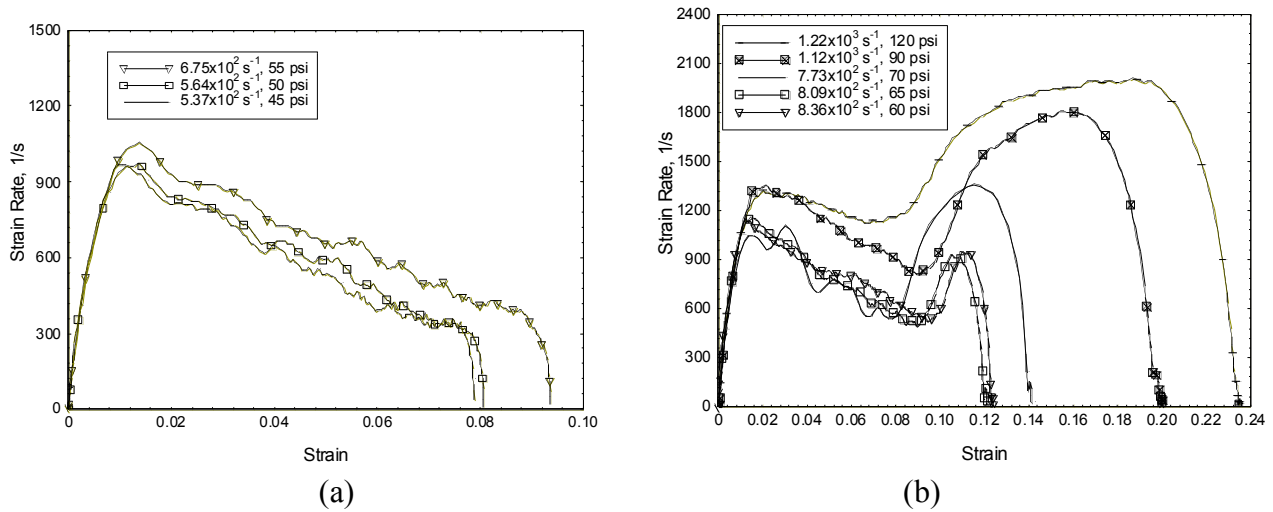 1500
1200
900
600
300
0
Strain Rate, 1/s
6.75x10² s⁻¹, 55 psi
5.64x10² s⁻¹, 50 psi
5.37x10² s⁻¹, 45 psi
0.00 0.02 0.04 0.06 0.08 0.10
Strain
(a)
2400
2100
1800
1500
1200
900
600
300
0
Strain Rate, 1/s
1.22x10³ s⁻¹, 120 psi
1.12x10³ s⁻¹, 90 psi
7.73x10² s⁻¹, 70 psi
8.09x10² s⁻¹, 65 psi
8.36x10² s⁻¹, 60 psi
0.00 0.02 0.04 0.06 0.08 0.10 0.12 0.14 0.16 0.18 0.20 0.22 0.24
Strain
(b)